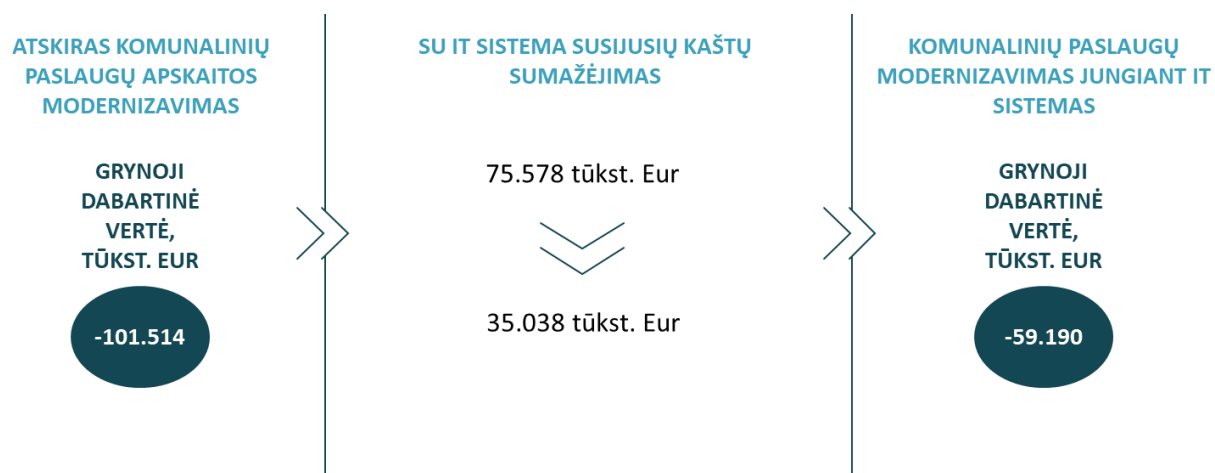 ATSKIRAS KOMUNALINIŲ
PASLAUGŲ APSKAITOS
MODERNIZAVIMAS
GRYNOJI
DABARTINĖ
VERTĖ,
TŪKST. EUR
-101.514
SU IT SISTEMA SUSIJUSIŲ KAŠTŲ
SUMAŽĖJIMAS
75.578 tūkst. Eur
35.038 tūkst. Eur
KOMUNALINIŲ PASLAUGŲ
MODERNIZAVIMAS JUNGIANT IT
SISTEMAS
GRYNOJI
DABARTINĖ
VERTĖ,
TŪKST. EUR
-59.190